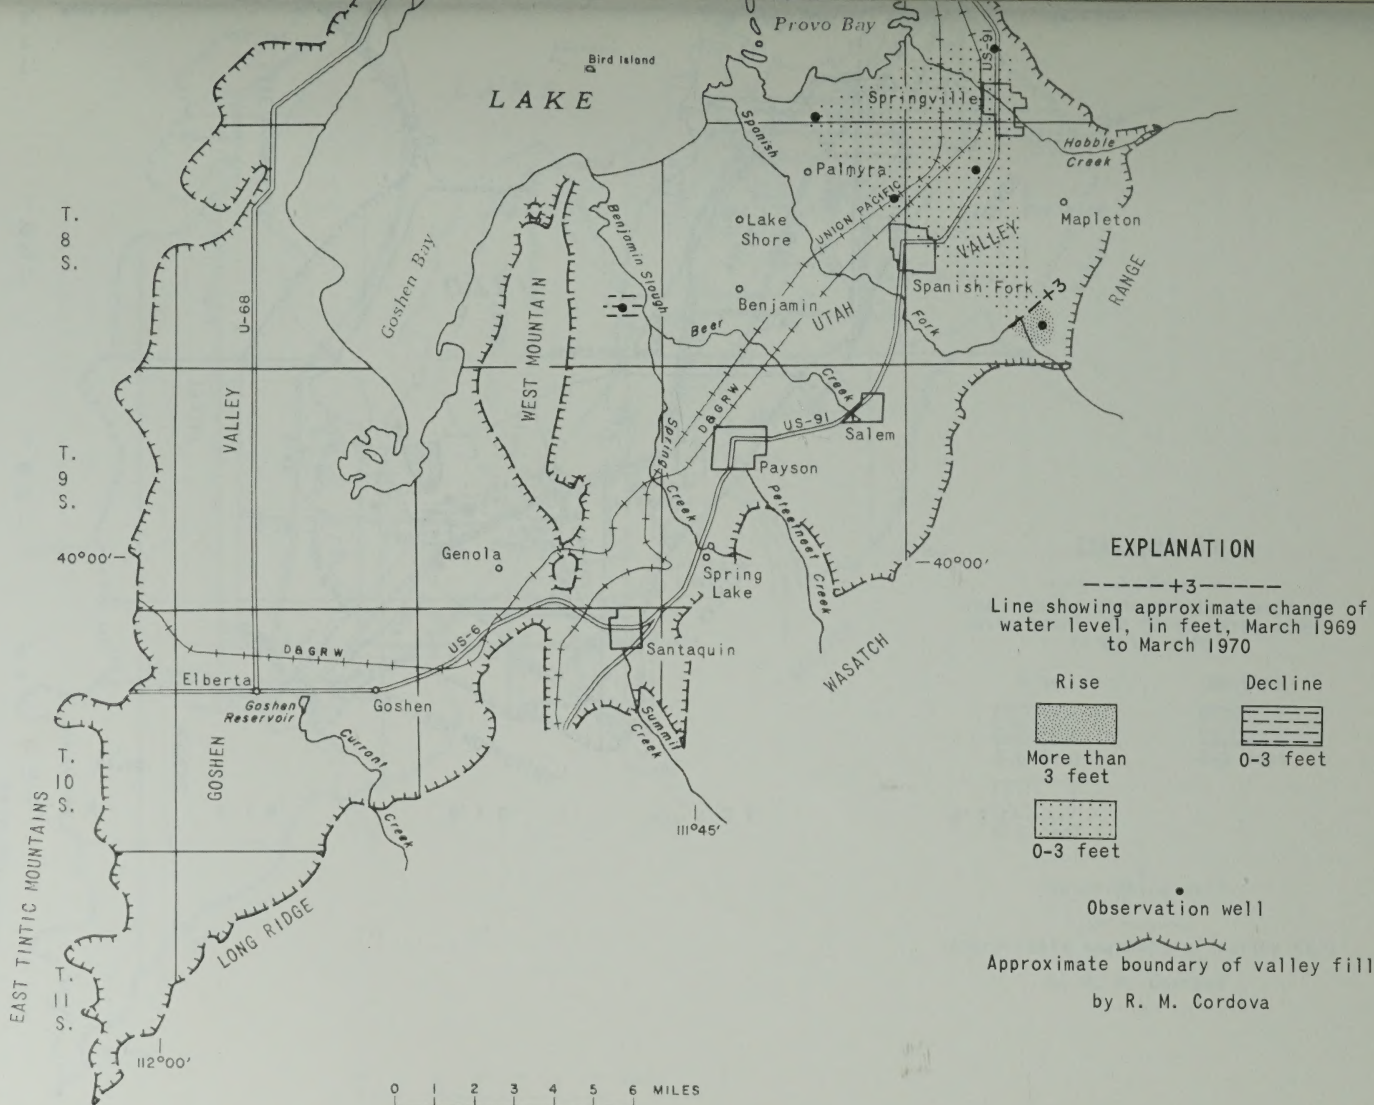 Provo Bay
Bird Island
LAKE
US-91
Springville
Spanish
Hobble
Creek
Palmyra
UNION PACIFIC
Mapleton
Lake
Shore
T.
8
S.
Benjamin Slough
Goshen Bay
VALLEY
RANGE
Spanish Fork
+3
U-68
WEST MOUNTAIN
Benjamin
UTAH
Fork
Beer
Creek
D&GRW
US-91
Salem
VALLEY
Spring
Creek
Payson
T.
9
S.
Peteetneet Creek
40°00′
Genola
40°00′
Spring
Lake
EXPLANATION
-----+3-----
Line showing approximate change of
water level, in feet, March 1969
to March 1970
D&GRW
US-6
Santaquin
WASATCH
Elberta
Goshen
Reservoir
Goshen
Rise
Decline
Summit
Creek
Currant
Creek
More than
3 feet
0-3 feet
T.
10
S.
GOSHEN
111°45′
0-3 feet
EAST TINTIC MOUNTAINS
LONG RIDGE
Observation well
Approximate boundary of valley fill
T.
11
S.
by R. M. Cordova
112°00′
0 1 2 3 4 5 6 MILES